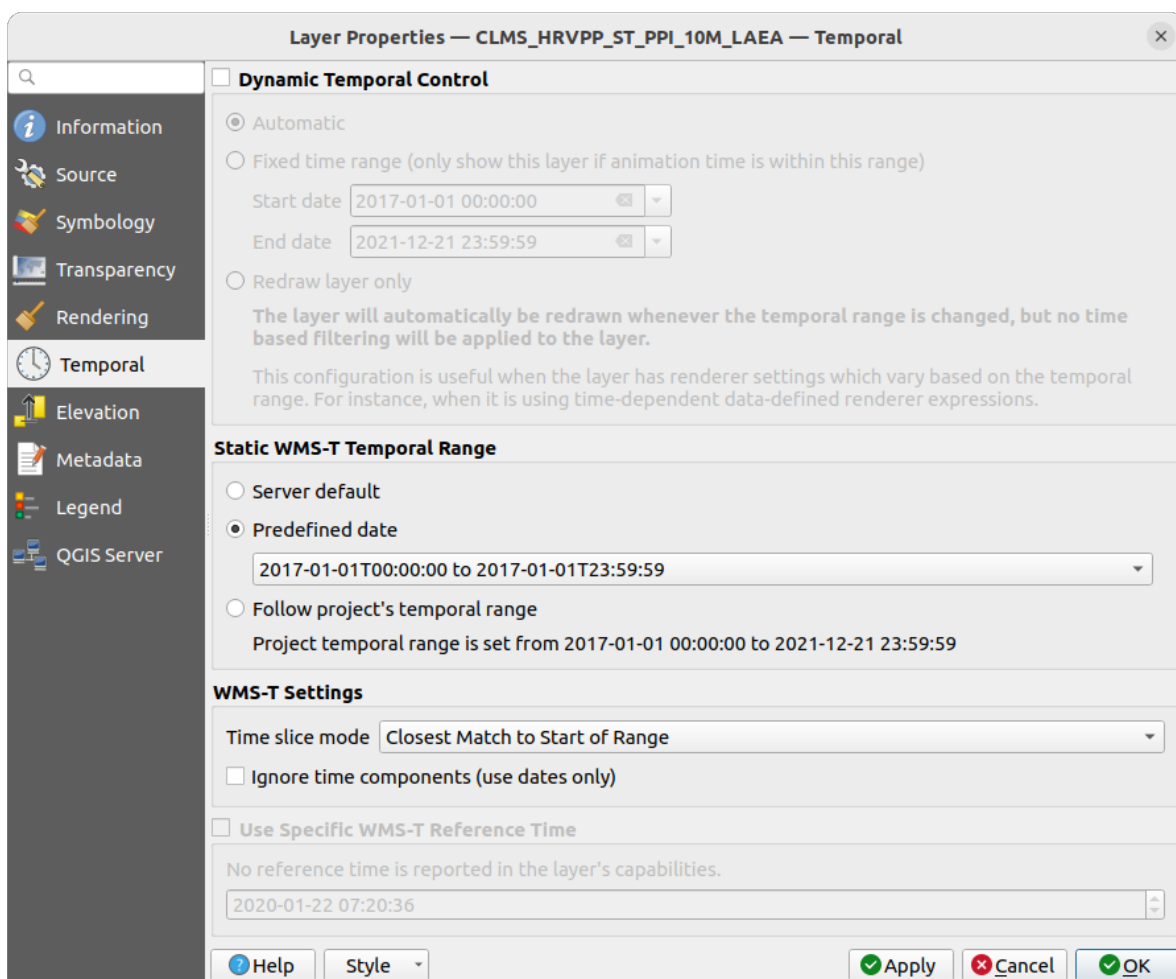 Layer Properties — CLMS_HRVPP_ST_PPI_10M_LAEA — Temporal
Information
Source
Symbology
Transparency
Rendering
Temporal
Elevation
Metadata
Legend
QGIS Server
Dynamic Temporal Control
Automatic
Fixed time range (only show this layer if animation time is within this range)
Start date 2017-01-01 00:00:00
End date 2021-12-21 23:59:59
Redraw layer only
The layer will automatically be redrawn whenever the temporal range is changed, but no time
based filtering will be applied to the layer.
This configuration is useful when the layer has renderer settings which vary based on the temporal
range. For instance, when it is using time-dependent data-defined renderer expressions.
Static WMS-T Temporal Range
Server default
Predefined date
2017-01-01T00:00:00 to 2017-01-01T23:59:59
Follow project's temporal range
Project temporal range is set from 2017-01-01 00:00:00 to 2021-12-21 23:59:59
WMS-T Settings
Time slice mode Closest Match to Start of Range
Ignore time components (use dates only)
Use Specific WMS-T Reference Time
No reference time is reported in the layer's capabilities.
2020-01-22 07:20:36
Help Style Apply Cancel OK